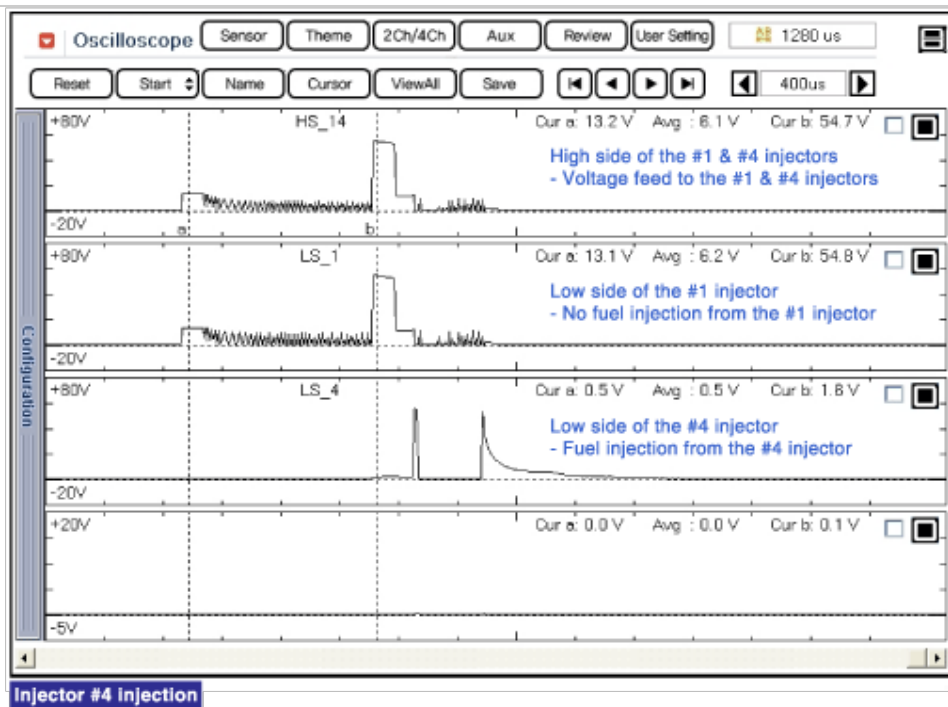 Oscilloscope Sensor Theme 2Ch/4Ch Aux Review User Setting 1280 us
Reset Start Name Cursor ViewAll Save 400us
Configuration
+80V HS_14 Cur a: 13.2 V Avg : 6.1 V Cur b: 54.7 V
High side of the #1 & #4 injectors
- Voltage feed to the #1 & #4 injectors
-20V a b
+80V LS_1 Cur a: 13.1 V Avg : 6.2 V Cur b: 54.8 V
Low side of the #1 injector
- No fuel injection from the #1 injector
-20V
+80V LS_4 Cur a: 0.5 V Avg : 0.5 V Cur b: 1.6 V
Low side of the #4 injector
- Fuel injection from the #4 injector
-20V
+20V Cur a: 0.0 V Avg : 0.0 V Cur b: 0.1 V
-5V
Injector #4 injection